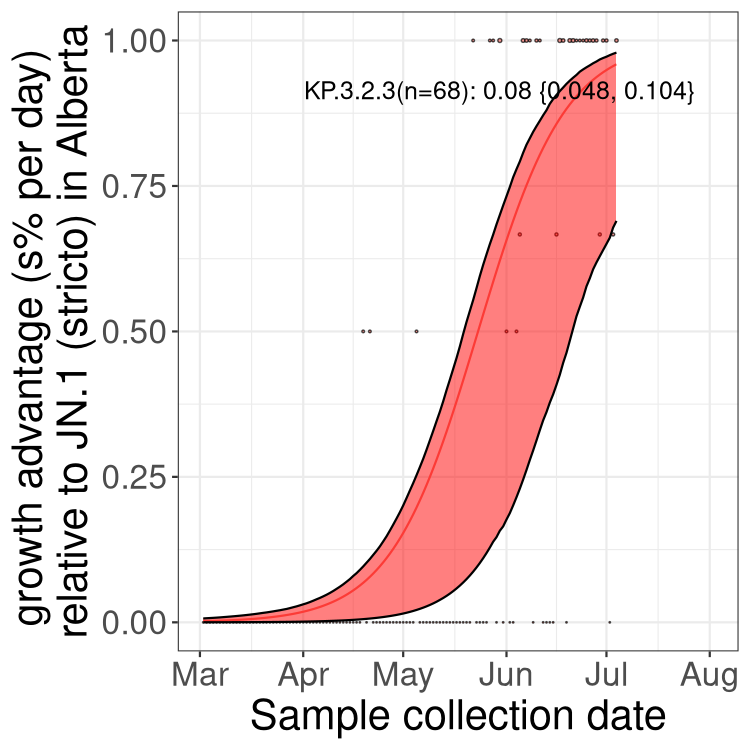 growth advantage (s% per day)
relative to JN.1 (stricto) in Alberta
1.00
0.75
0.50
0.25
0.00
KP.3.2.3(n=68): 0.08 {0.048, 0.104}
Mar Apr May Jun Jul Aug
Sample collection date